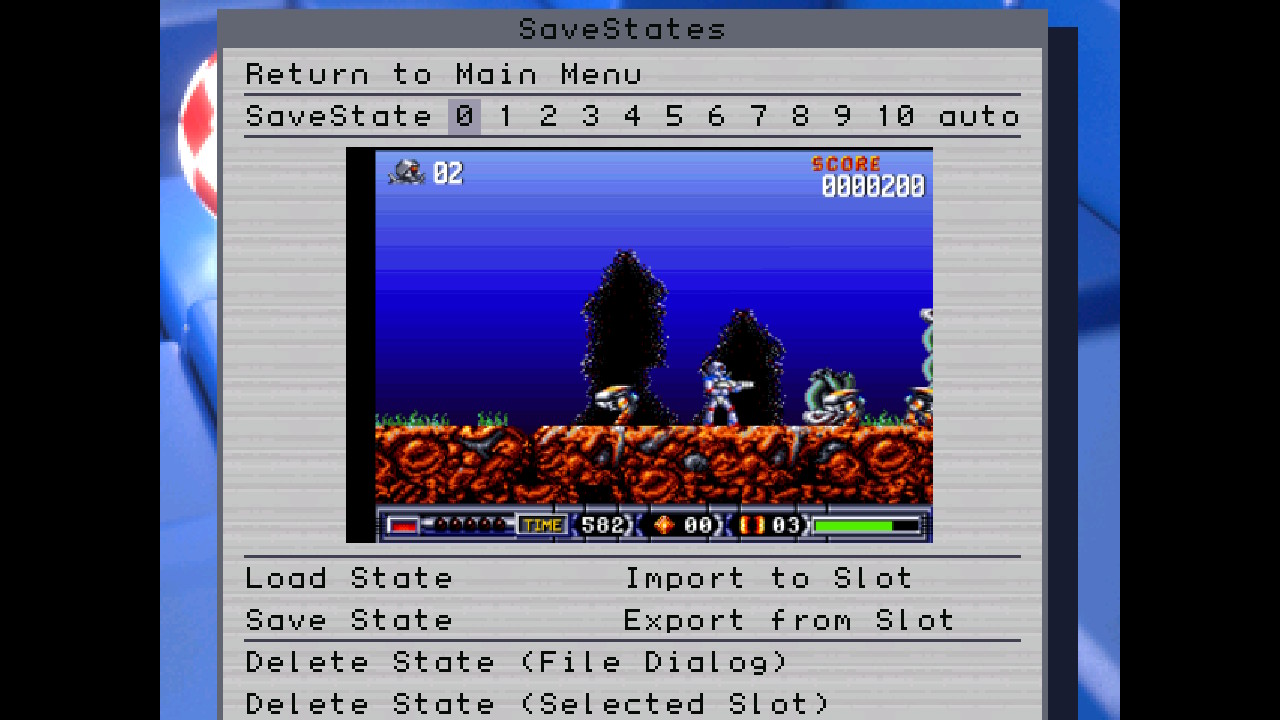 SaveStates
Return to Main Menu
SaveState 0 1 2 3 4 5 6 7 8 9 10 auto
02 SCORE
0000200
TIME 582 00 03
Load State Import to Slot
Save State Export from Slot
Delete State (File Dialog)
Delete State (Selected Slot)